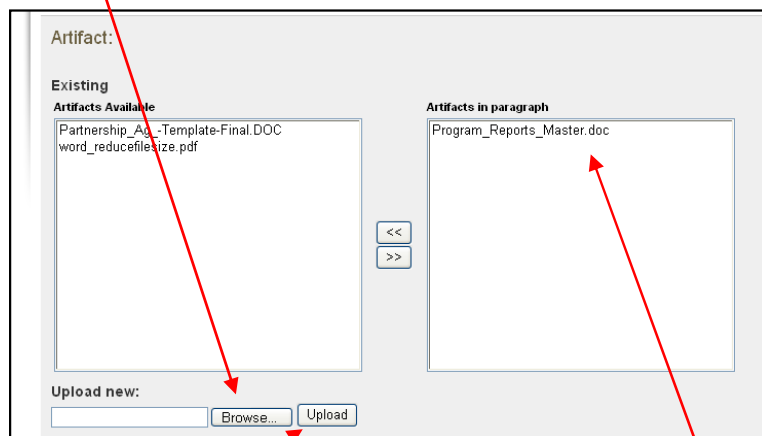 Artifact:
Existing
Artifacts Available
Artifacts in paragraph
Partnership_Ag_-Template-Final.DOC
word_reducefilesize.pdf
Program_Reports_Master.doc
<<
>>
Upload new:
Browse... Upload